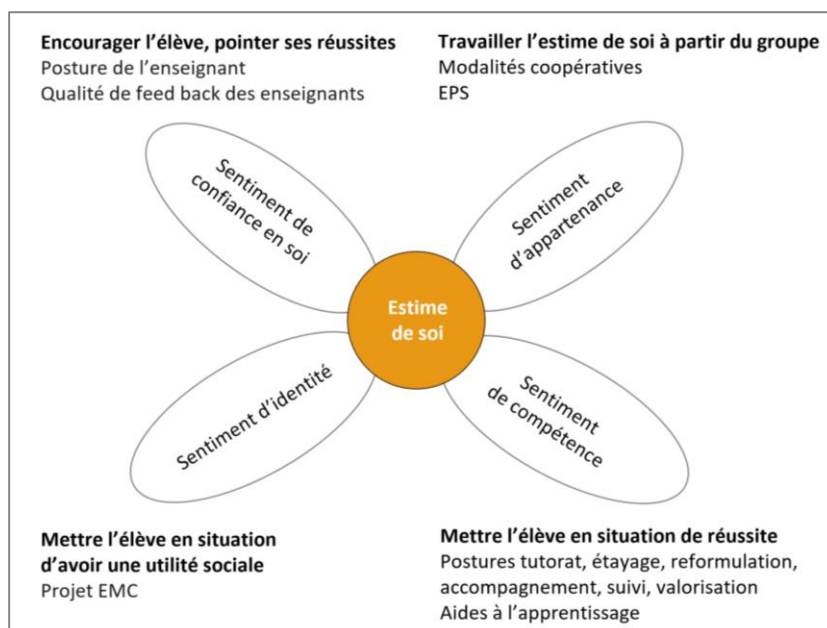 Encourager l’élève, pointer ses réussites
Posture de l’enseignant
Qualité de feed back des enseignants
Travailler l’estime de soi à partir du groupe
Modalités coopératives
EPS
Sentiment de
confiance en soi
Sentiment
d’appartenance
Estime
de soi
Sentiment d’identité
Sentiment
de compétence
Mettre l’élève en situation
d’avoir une utilité sociale
Projet EMC
Mettre l’élève en situation de réussite
Postures tutorat, étayage, reformulation,
accompagnement, suivi, valorisation
Aides à l’apprentissage